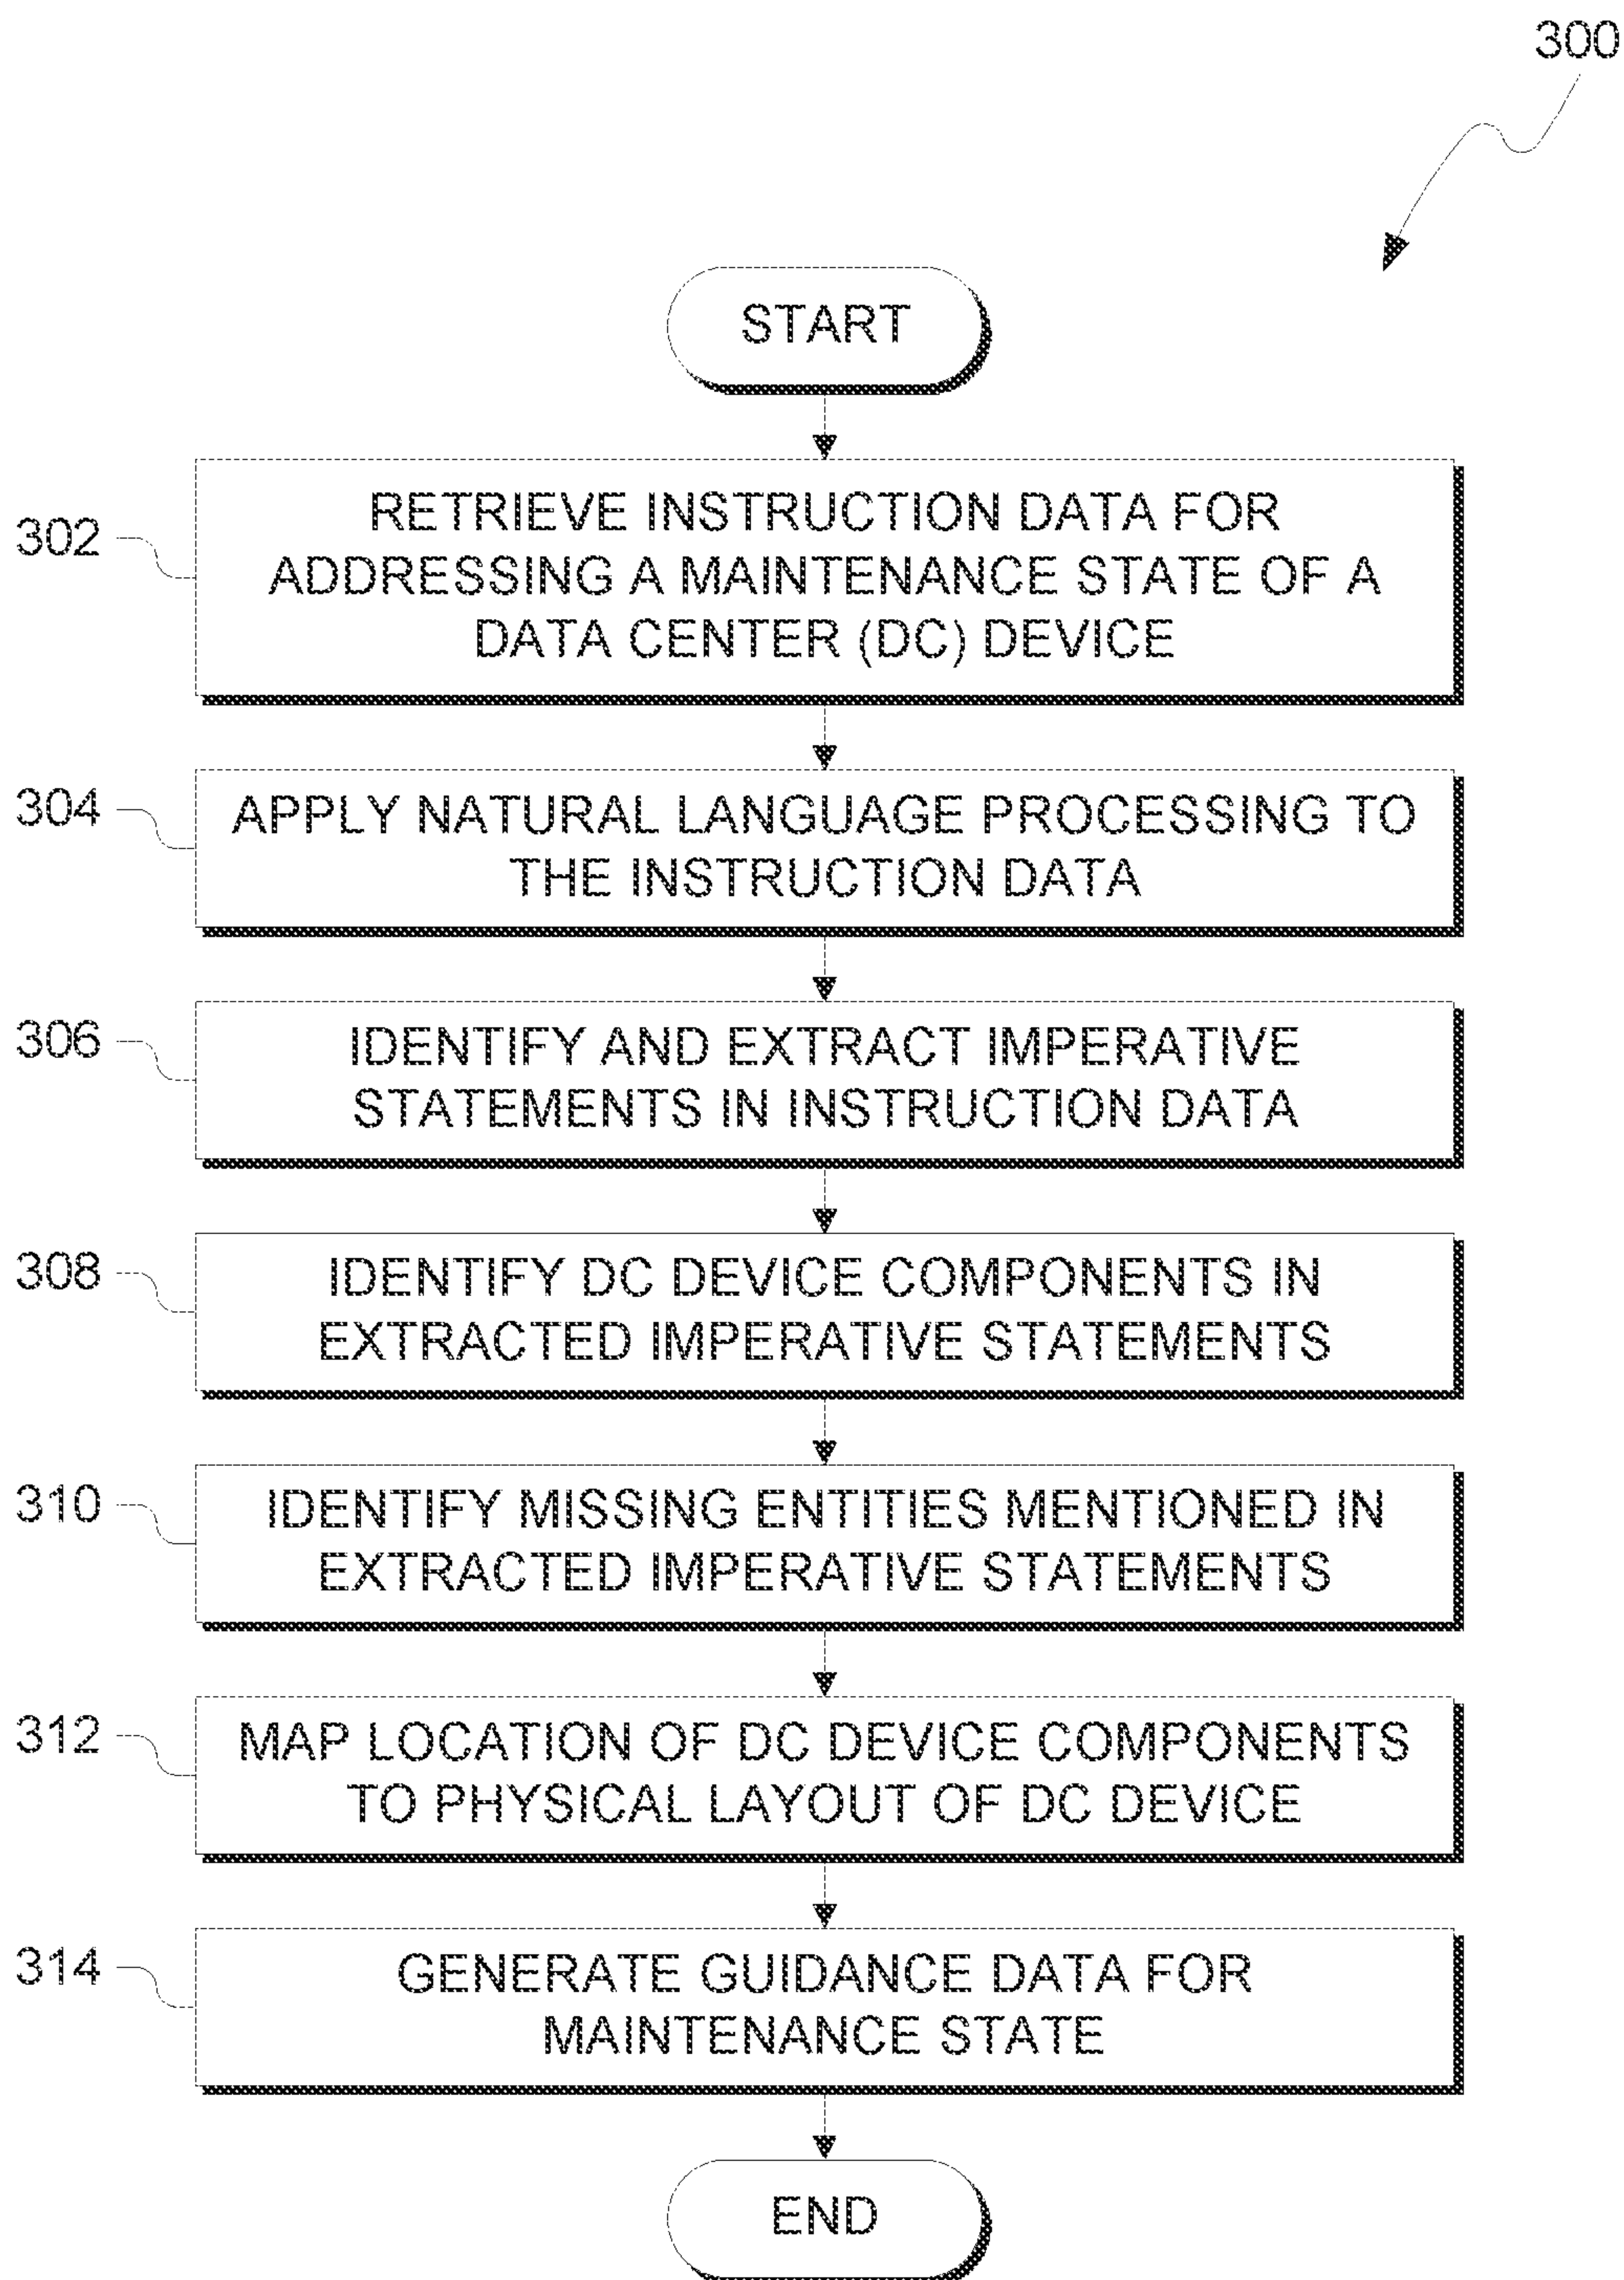 300
START
302
RETRIEVE INSTRUCTION DATA FOR
ADDRESSING A MAINTENANCE STATE OF A
DATA CENTER (DC) DEVICE
304
APPLY NATURAL LANGUAGE PROCESSING TO
THE INSTRUCTION DATA
306
IDENTIFY AND EXTRACT IMPERATIVE
STATEMENTS IN INSTRUCTION DATA
308
IDENTIFY DC DEVICE COMPONENTS IN
EXTRACTED IMPERATIVE STATEMENTS
310
IDENTIFY MISSING ENTITIES MENTIONED IN
EXTRACTED IMPERATIVE STATEMENTS
312
MAP LOCATION OF DC DEVICE COMPONENTS
TO PHYSICAL LAYOUT OF DC DEVICE
314
GENERATE GUIDANCE DATA FOR
MAINTENANCE STATE
END